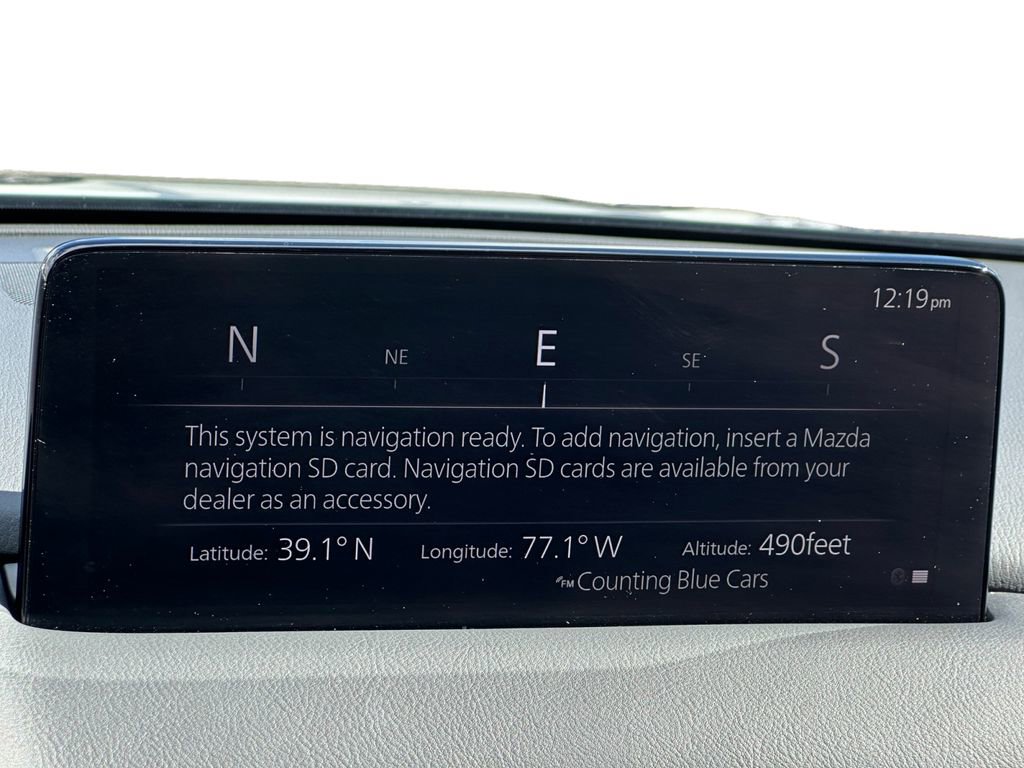 12:19pm
N NE E SE S
This system is navigation ready. To add navigation, insert a Mazda
navigation SD card. Navigation SD cards are available from your
dealer as an accessory.
Latitude: 39.1° N Longitude: 77.1° W Altitude: 490feet
FM Counting Blue Cars